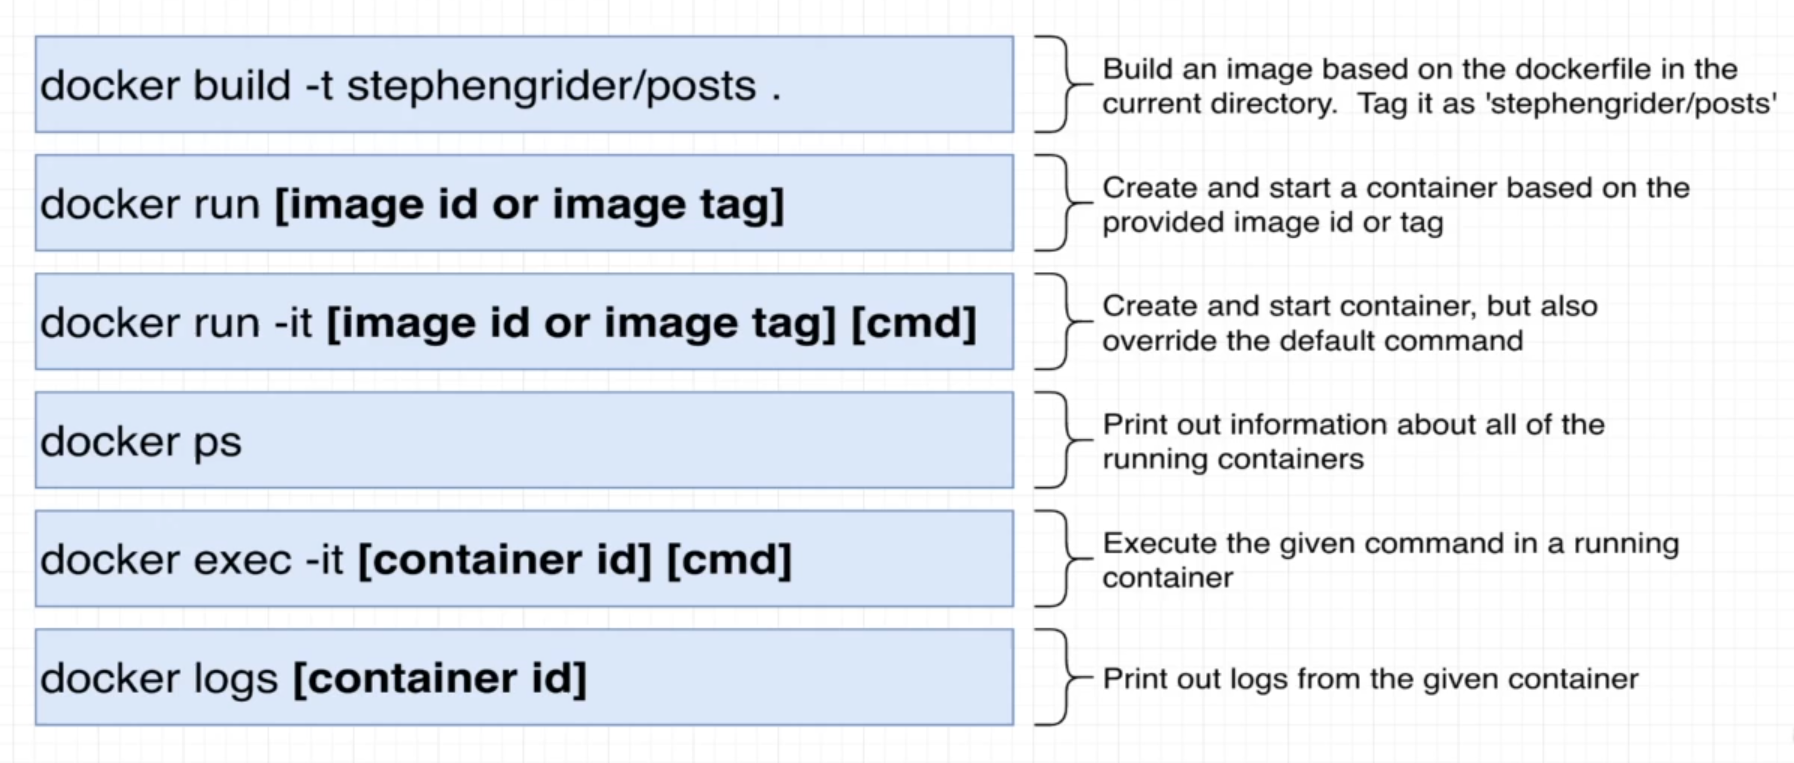 docker build -t stephengrider/posts .
Build an image based on the dockerfile in the
current directory.  Tag it as 'stephengrider/posts'
docker run [image id or image tag]
Create and start a container based on the
provided image id or tag
docker run -it [image id or image tag] [cmd]
Create and start container, but also
override the default command
docker ps
Print out information about all of the
running containers
docker exec -it [container id] [cmd]
Execute the given command in a running
container
docker logs [container id]
Print out logs from the given container